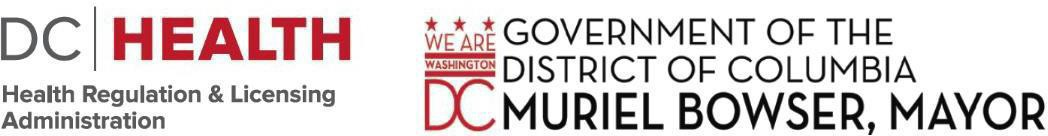 DC HEALTH
Health Regulation & Licensing
Administration
WE ARE
WASHINGTON
DC
GOVERNMENT OF THE
DISTRICT OF COLUMBIA
MURIEL BOWSER, MAYOR